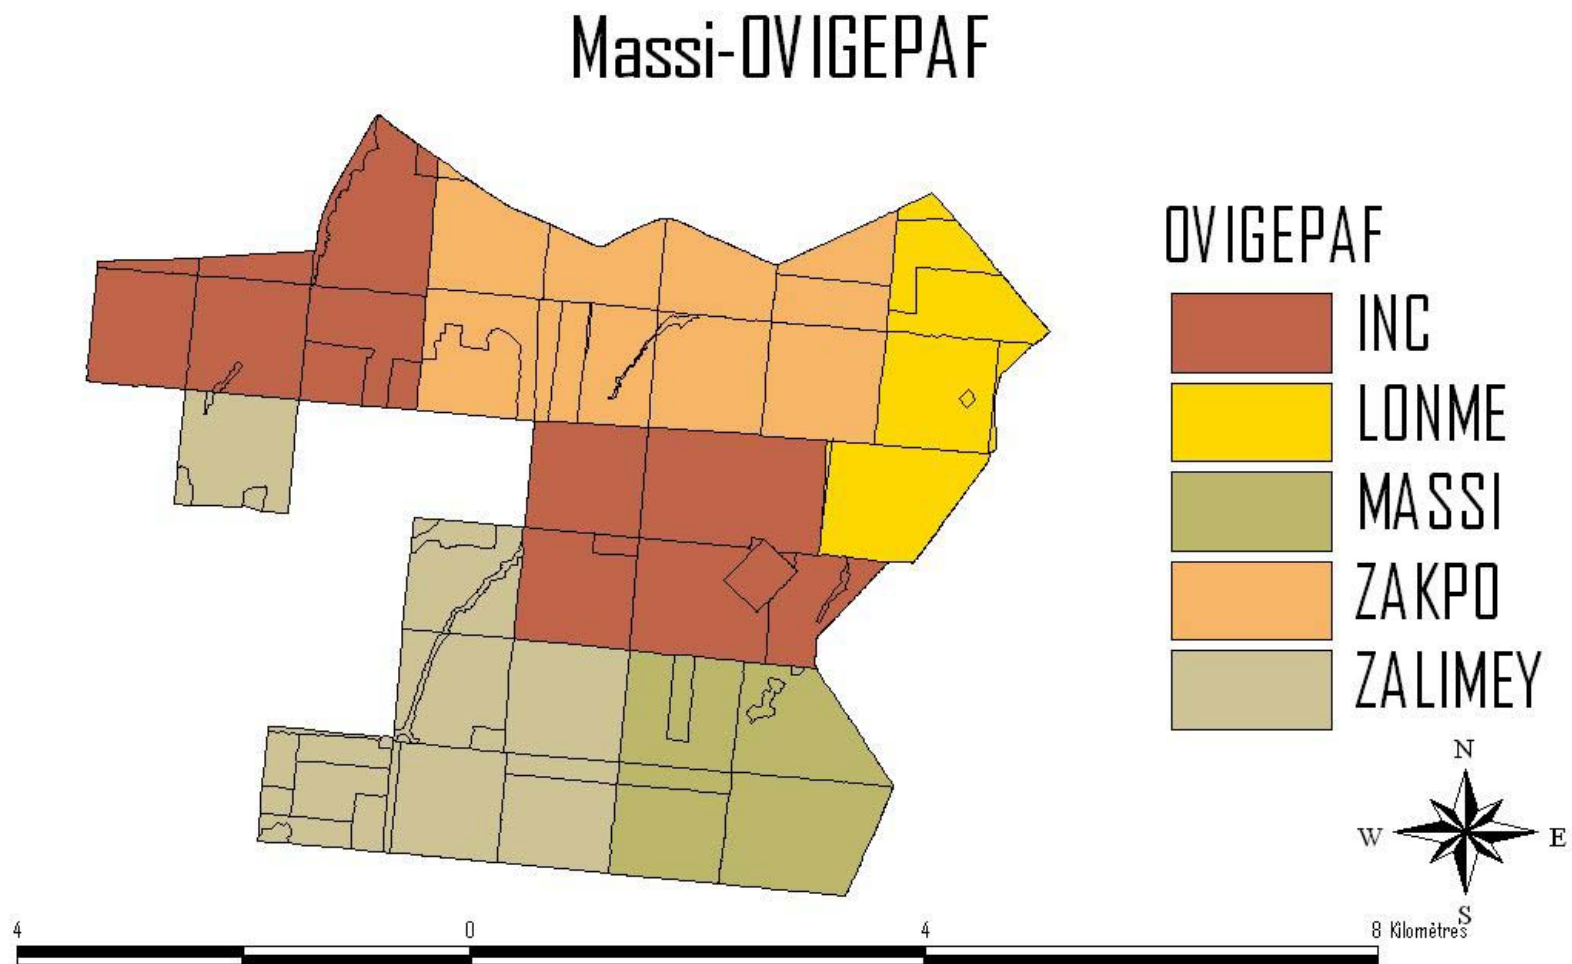 Massi-OVIGEPAF
OVIGEPAF
INC
LONME
MASSI
ZAKPO
ZALIMEY
N
W E
S
4 0 4 8 Kilomètres